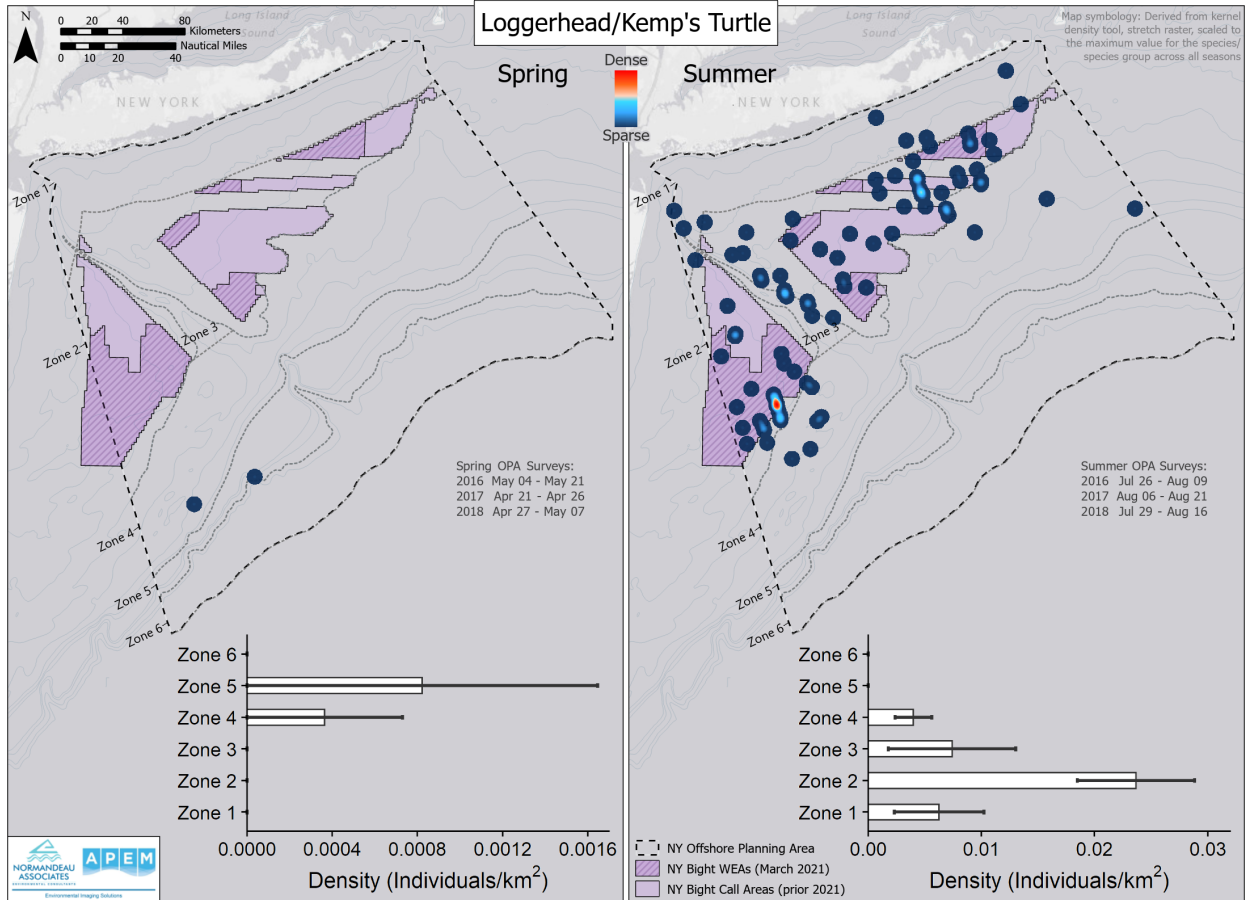 Loggerhead/Kemp's Turtle
N
0 20 40 80
Kilometers
Nautical Miles
0 10 20 40
Long Island
Sound
NEW YORK
Spring
Zone 1
Zone 2
Zone 3
Zone 4
Zone 5
Zone 6
Spring OPA Surveys:
2016 May 04 - May 21
2017 Apr 21 - Apr 26
2018 Apr 27 - May 07
Zone 6
Zone 5
Zone 4
Zone 3
Zone 2
Zone 1
0.0000 0.0004 0.0008 0.0012 0.0016
Density (Individuals/km²)
NORMANDEAU
ASSOCIATES
ENVIRONMENTAL CONSULTANTS
APEM
Environmental Imaging Solutions
Dense
Sparse
Summer
Long Island
Sound
NEW YORK
Map symbology: Derived from kernel
density tool, stretch raster, scaled to
the maximum value for the species/
species group across all seasons
Zone 1
Zone 2
Zone 3
Zone 4
Zone 5
Zone 6
Summer OPA Surveys:
2016 Jul 26 - Aug 09
2017 Aug 06 - Aug 21
2018 Jul 29 - Aug 16
Zone 6
Zone 5
Zone 4
Zone 3
Zone 2
Zone 1
0.00 0.01 0.02 0.03
Density (Individuals/km²)
NY Offshore Planning Area
NY Bight WEAs (March 2021)
NY Bight Call Areas (prior 2021)